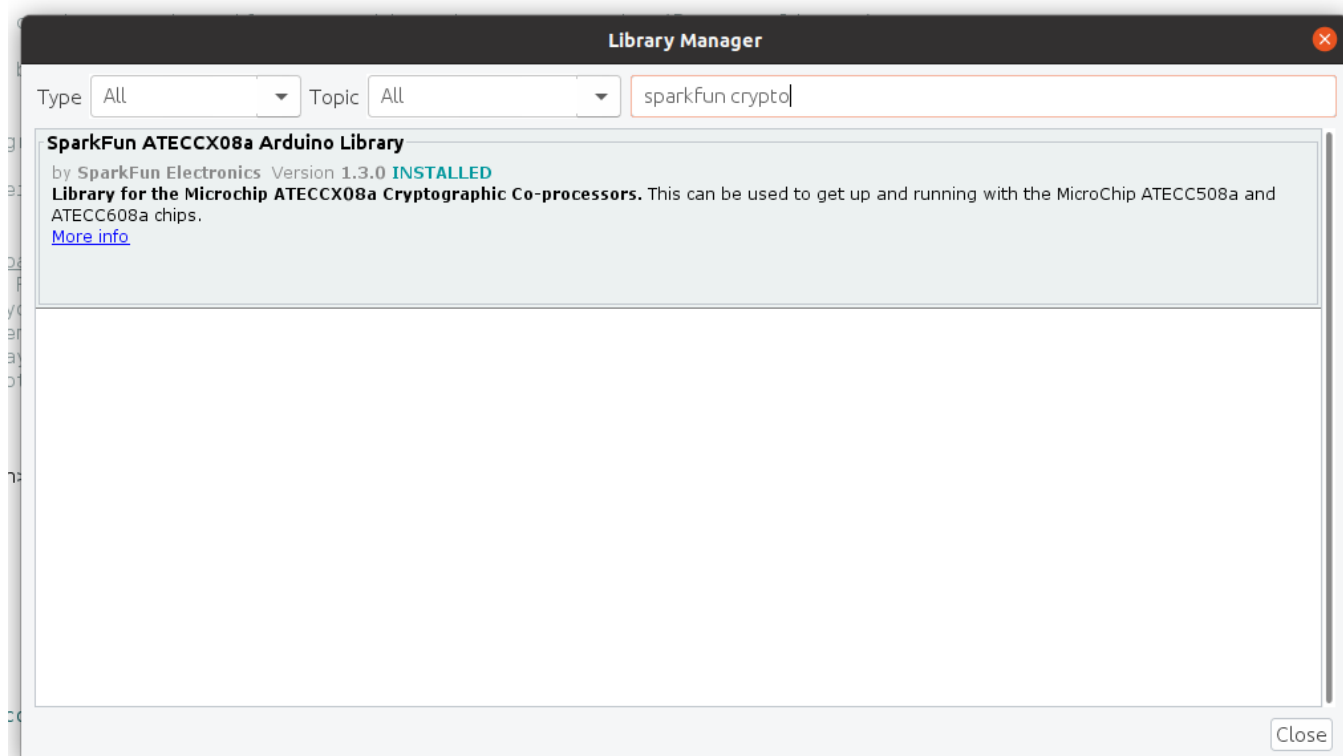 Library Manager
Type All Topic All sparkfun crypto
SparkFun ATECCX08a Arduino Library
by SparkFun Electronics Version 1.3.0 INSTALLED
Library for the Microchip ATECCX08a Cryptographic Co-processors. This can be used to get up and running with the MicroChip ATECC508a and
ATECC608a chips.
More info
Close